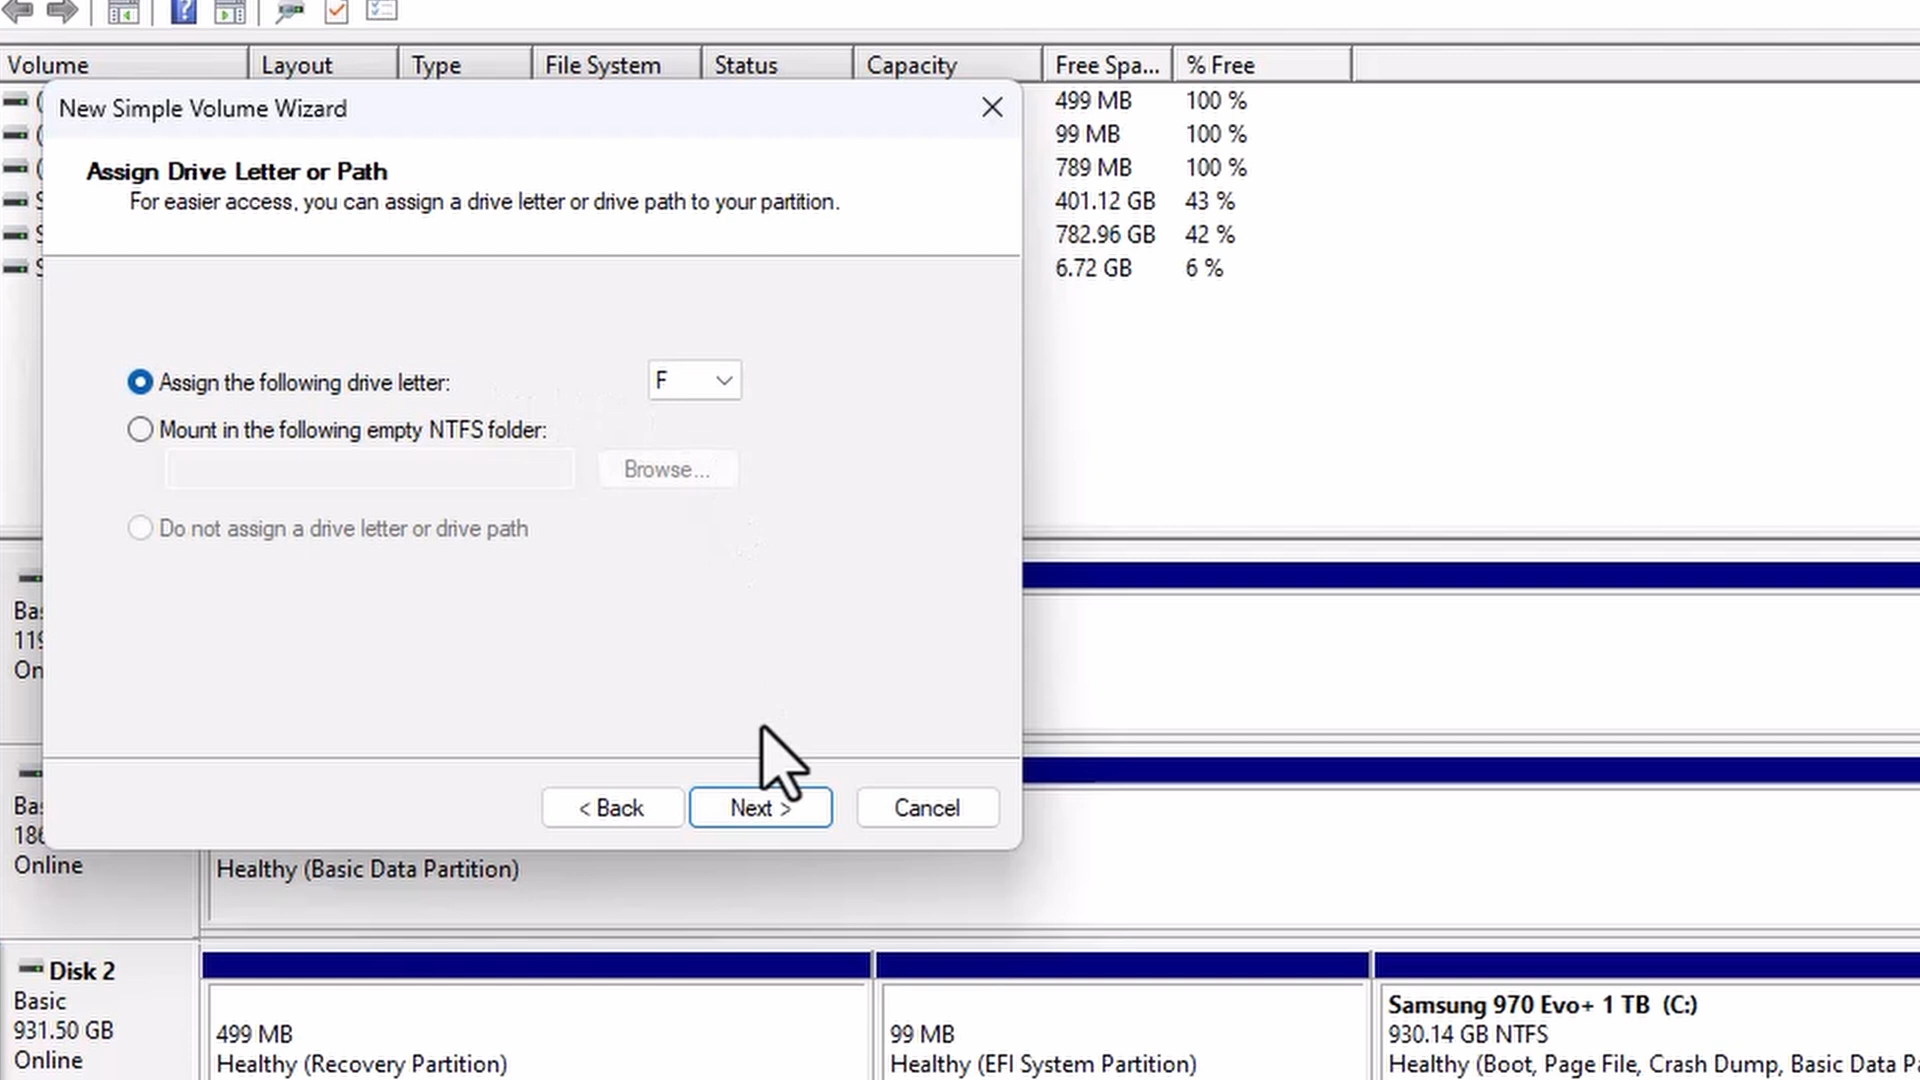 Volume Layout Type File System Status Capacity Free Spa... % Free
499 MB 100 %
99 MB 100 %
789 MB 100 %
401.12 GB 43 %
782.96 GB 42 %
6.72 GB 6 %
New Simple Volume Wizard
Assign Drive Letter or Path
For easier access, you can assign a drive letter or drive path to your partition.
Assign the following drive letter: F
Mount in the following empty NTFS folder:
Browse...
Do not assign a drive letter or drive path
< Back Next > Cancel
Online
Healthy (Basic Data Partition)
Disk 2
Basic
931.50 GB
Online
499 MB
Healthy (Recovery Partition)
99 MB
Healthy (EFI System Partition)
Samsung 970 Evo+ 1 TB (C:)
930.14 GB NTFS
Healthy (Boot, Page File, Crash Dump, Basic Data